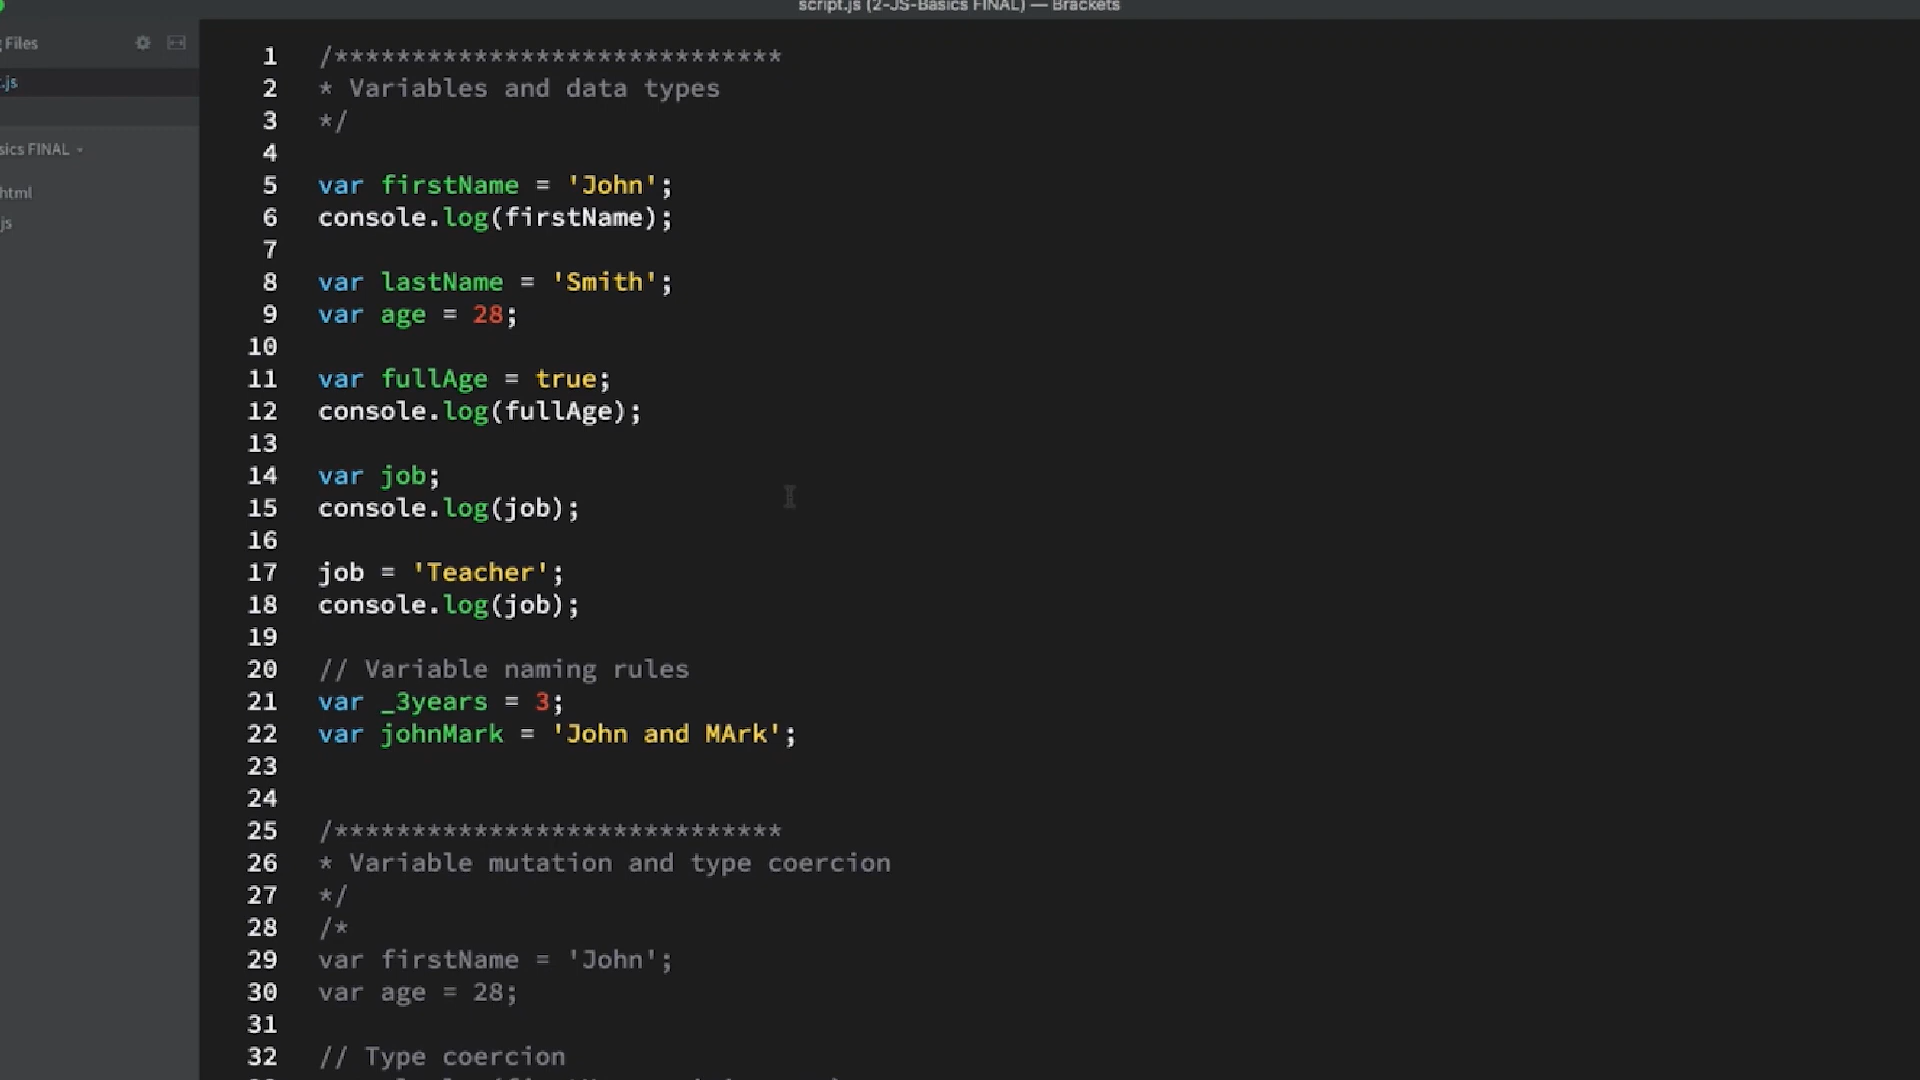 script.js (2-JS-Basics FINAL) — Brackets
Files
.js
sics FINAL
html
js
1 /*****************************
2 * Variables and data types
3 */
4
5 var firstName = 'John';
6 console.log(firstName);
7
8 var lastName = 'Smith';
9 var age = 28;
10
11 var fullAge = true;
12 console.log(fullAge);
13
14 var job;
15 console.log(job);
16
17 job = 'Teacher';
18 console.log(job);
19
20 // Variable naming rules
21 var _3years = 3;
22 var johnMark = 'John and MArk';
23
24
25 /*****************************
26 * Variable mutation and type coercion
27 */
28 /*
29 var firstName = 'John';
30 var age = 28;
31
32 // Type coercion